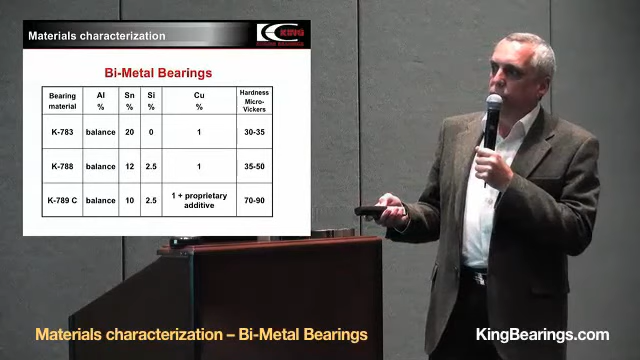 Materials characterization
KING
ENGINE BEARINGS
Bi-Metal Bearings
Bearing material Al % Sn % Si % Cu % Hardness Micro-Vickers
K-783 balance 20 0 1 30-35
K-788 balance 12 2.5 1 35-50
K-789 C balance 10 2.5 1 + proprietary additive 70-90
Materials characterization – Bi-Metal Bearings
KingBearings.com